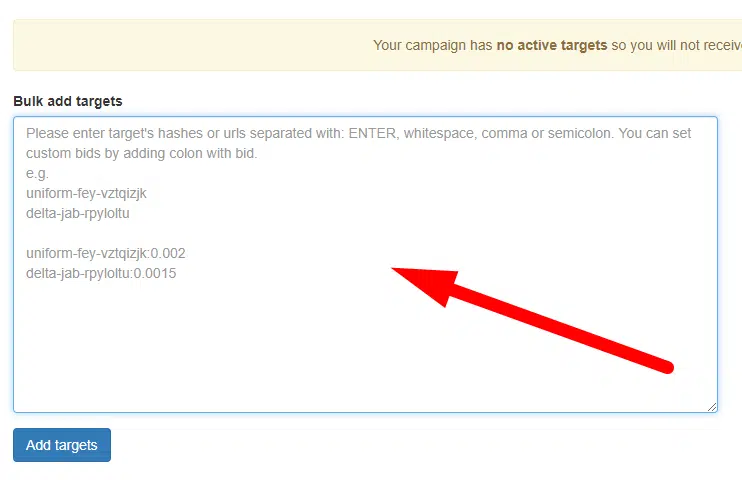 Your campaign has no active targets so you will not receive
Bulk add targets
Please enter target's hashes or urls separated with: ENTER, whitespace, comma or semicolon. You can set
custom bids by adding colon with bid.
e.g.
uniform-fey-vztqizjk
delta-jab-rpyloltu
uniform-fey-vztqizjk:0.002
delta-jab-rpyloltu:0.0015
Add targets